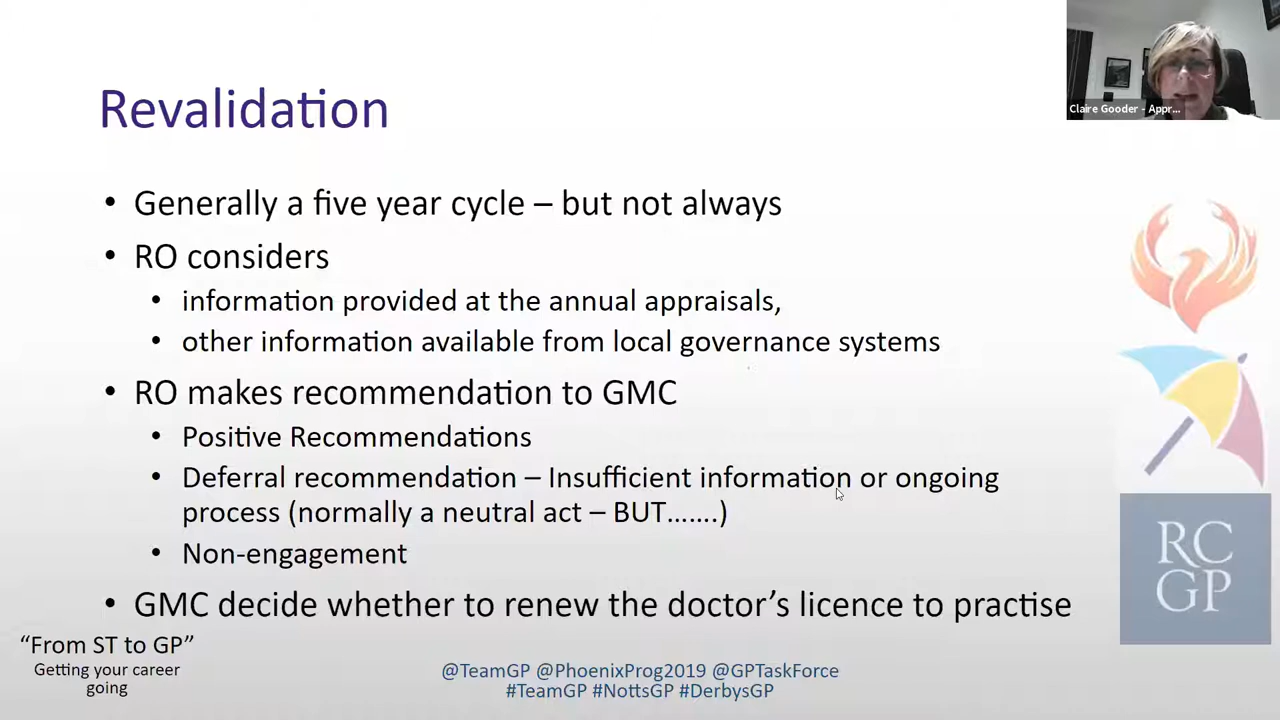 Claire Gooder - Appr...
Revalidation
• Generally a five year cycle – but not always
• RO considers
• information provided at the annual appraisals,
• other information available from local governance systems
• RO makes recommendation to GMC
• Positive Recommendations
• Deferral recommendation – Insufficient information or ongoing
process (normally a neutral act – BUT…….)
• Non-engagement
• GMC decide whether to renew the doctor’s licence to practise
RC
GP
“From ST to GP”
Getting your career
going
@TeamGP @PhoenixProg2019 @GPTaskForce
#TeamGP #NottsGP #DerbysGP